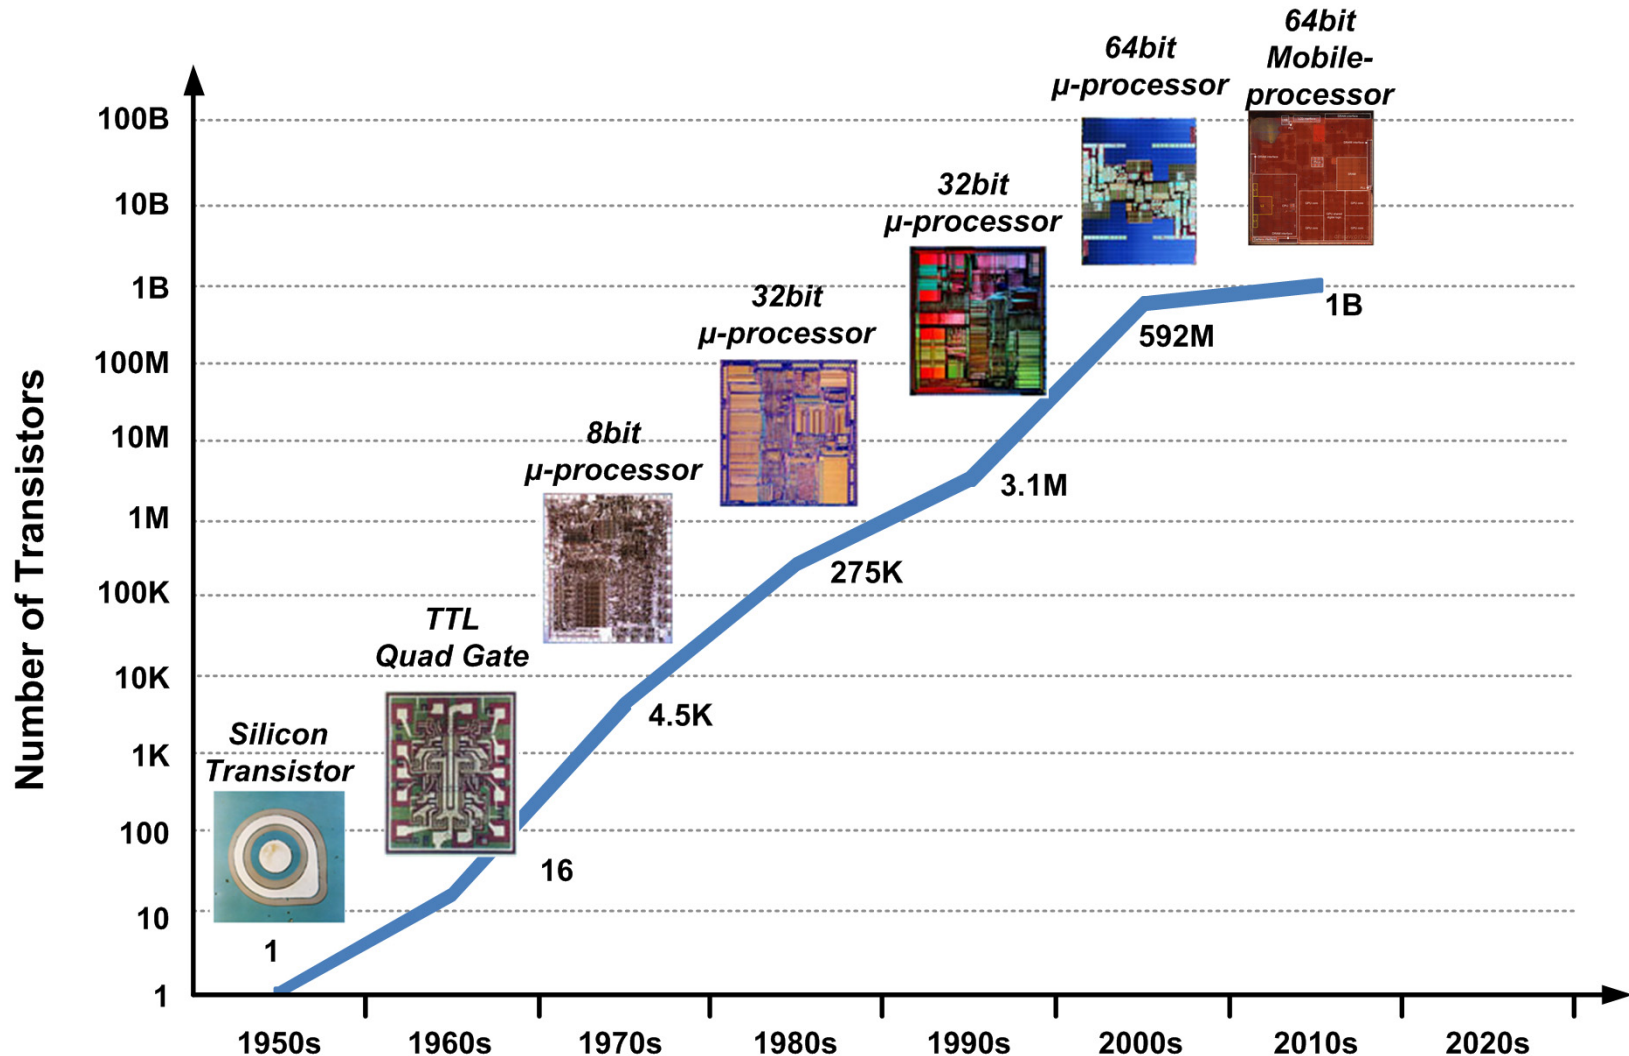 64bit
Mobile-
processor
64bit
µ-processor
32bit
µ-processor
32bit
µ-processor
8bit
µ-processor
TTL
Quad Gate
Silicon
Transistor
Number of Transistors
100B
10B
1B
100M
10M
1M
100K
10K
1K
100
10
1
1
16
4.5K
275K
3.1M
592M
1B
1950s
1960s
1970s
1980s
1990s
2000s
2010s
2020s